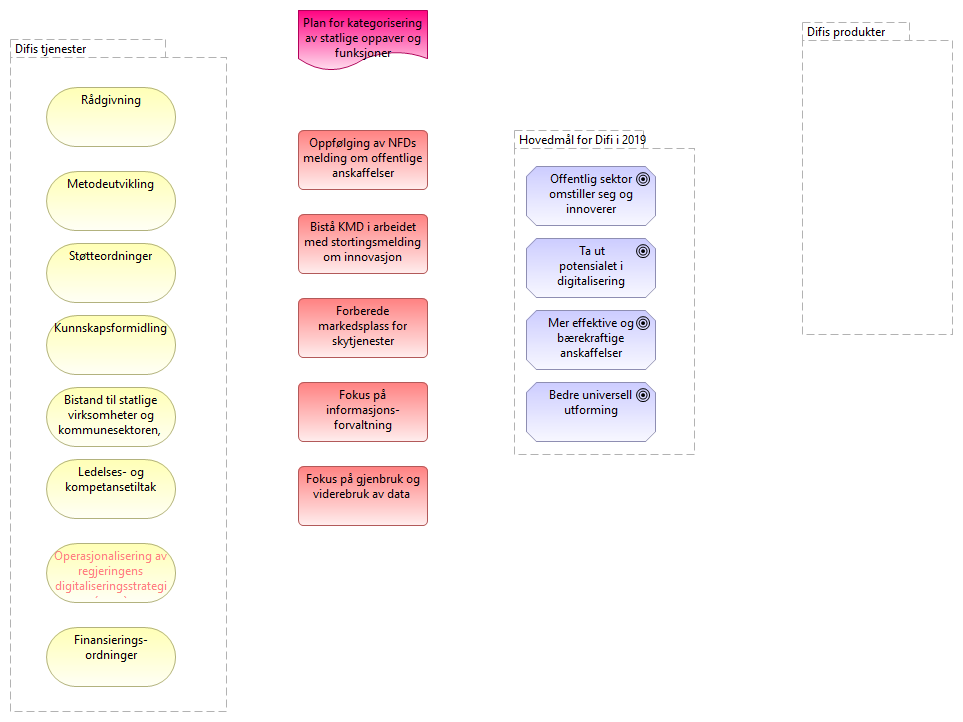 Difis tjenester
Rådgivning
Metodeutvikling
Støtteordninger
Kunnskapsformidling
Bistand til statlige
virksomheter og
kommunesektoren,
Ledelses- og
kompetansetiltak
Operasjonalisering av
regjeringens
digitaliseringsstrategi
Finansierings-
ordninger
Plan for kategorisering
av statlige oppaver og
funksjoner
Oppfølging av NFDs
melding om offentlige
anskaffelser
Bistå KMD i arbeidet
med stortingsmelding
om innovasjon
Forberede
markedsplass for
skytjenester
Fokus på
informasjons-
forvaltning
Fokus på gjenbruk og
viderebruk av data
Hovedmål for Difi i 2019
Offentlig sektor
omstiller seg og
innoverer
Ta ut
potensialet i
digitalisering
Mer effektive og
bærekraftige
anskaffelser
Bedre universell
utforming
Difis produkter